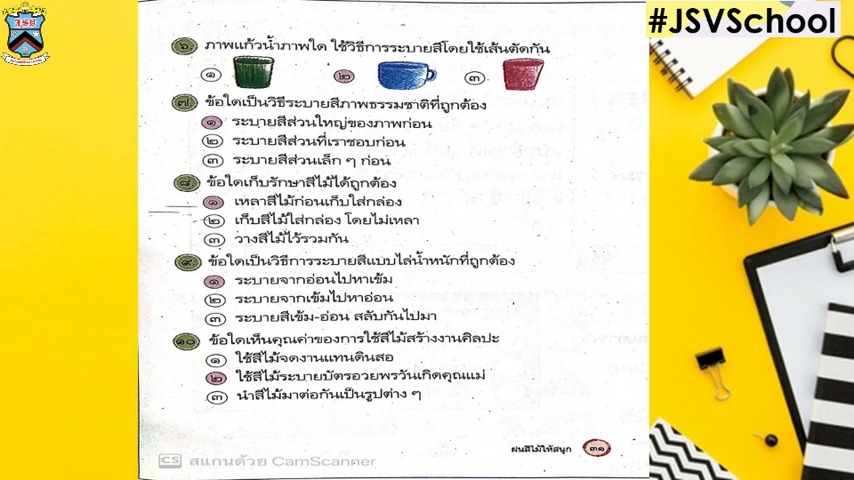 #JSVSchool
JSV
๖. ภาพแก้วน้ำภาพใด ใช้วิธีการระบายสีโดยใช้เส้นตัดกัน
๑ ๒ ๓
๗. ข้อใดเป็นวิธีระบายสีภาพธรรมชาติที่ถูกต้อง
๑ ระบายสีส่วนใหญ่ของภาพก่อน
๒ ระบายสีส่วนที่เราชอบก่อน
๓ ระบายสีส่วนเล็ก ๆ ก่อน
๘. ข้อใดเก็บรักษาสีไม้ได้ถูกต้อง
๑ เหลาสีไม้ก่อนเก็บใส่กล่อง
๒ เก็บสีไม้ใส่กล่อง โดยไม่เหลา
๓ วางสีไม้ไว้รวมกัน
๙. ข้อใดเป็นวิธีการระบายสีแบบไล่น้ำหนักที่ถูกต้อง
๑ ระบายจากอ่อนไปหาเข้ม
๒ ระบายจากเข้มไปหาอ่อน
๓ ระบายสีเข้ม-อ่อน สลับกันไปมา
๑๐. ข้อใดเห็นคุณค่าของการใช้สีไม้สร้างงานศิลปะ
๑ ใช้สีไม้จดงานแทนดินสอ
๒ ใช้สีไม้ระบายบัตรอวยพรวันเกิดคุณแม่
๓ นำสีไม้มาต่อกันเป็นรูปต่าง ๆ
ฝนสีไม้ให้สนุก ๓๑
CS สแกนด้วย CamScanner